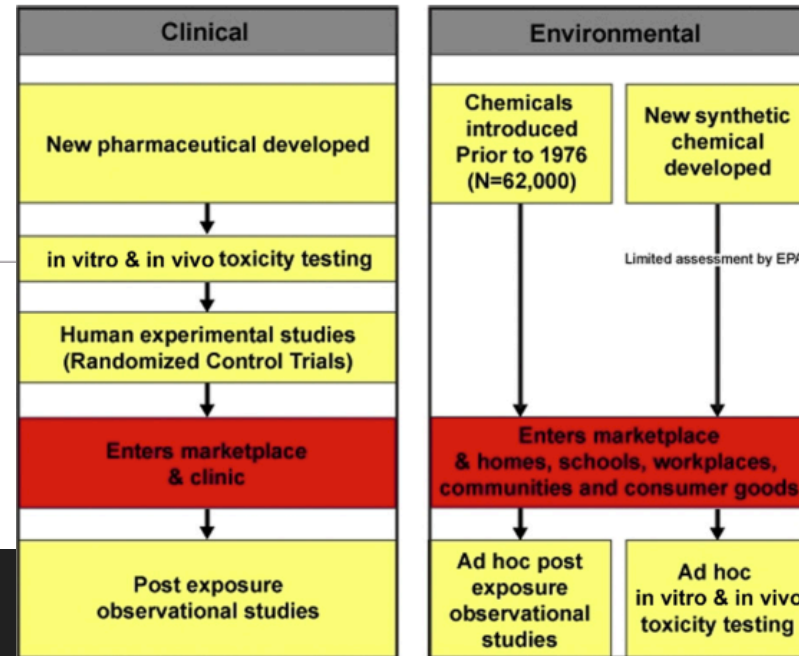 Clinical
New pharmaceutical developed
in vitro & in vivo toxicity testing
Human experimental studies
(Randomized Control Trials)
Enters marketplace
& clinic
Post exposure
observational studies
Environmental
Chemicals
introduced
Prior to 1976
(N=62,000)
New synthetic
chemical
developed
Limited assessment by EPA
Enters marketplace
& homes, schools, workplaces,
communities and consumer goods
Ad hoc post
exposure
observational
studies
Ad hoc
in vitro & in vivo
toxicity testing